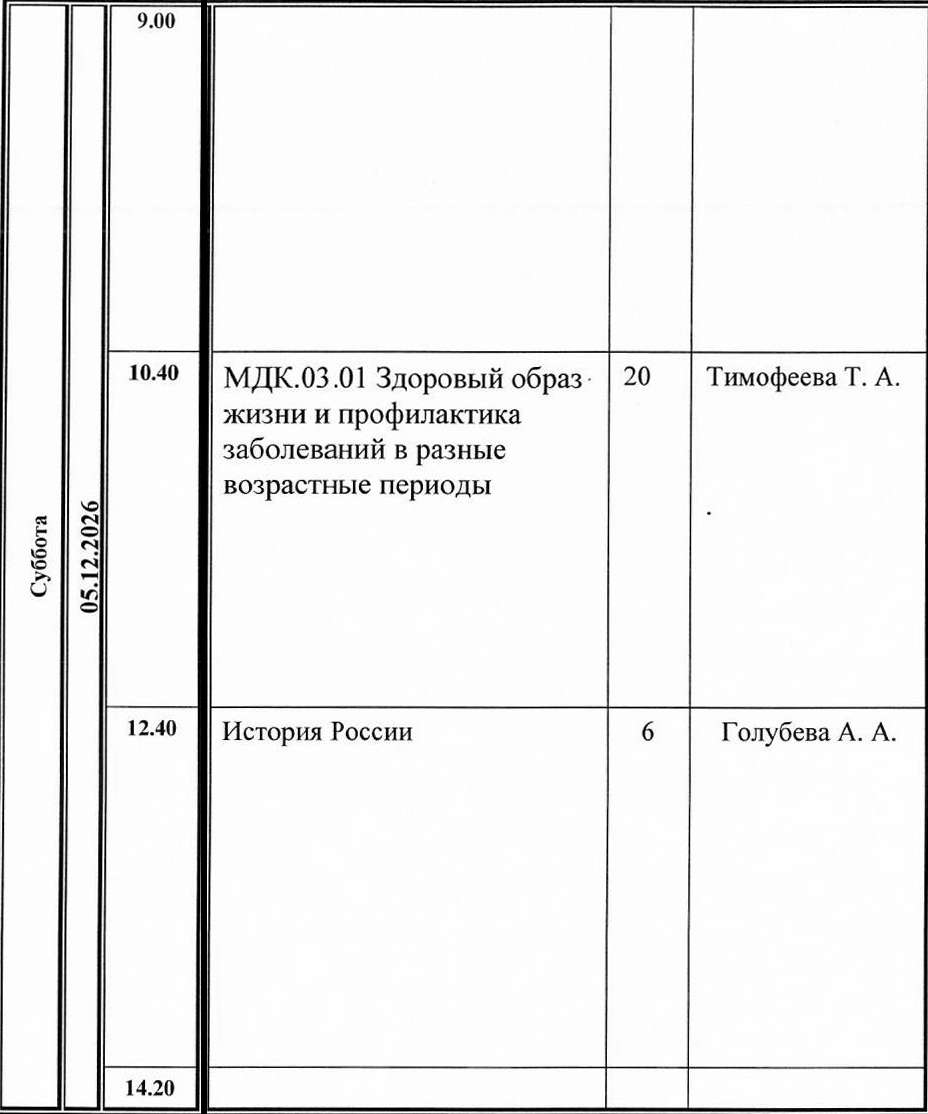 Суббота
05.12.2026
9.00
10.40
МДК.03.01 Здоровый образ
жизни и профилактика
заболеваний в разные
возрастные периоды
20
Тимофеева Т. А.
12.40
История России
6
Голубева А. А.
14.20